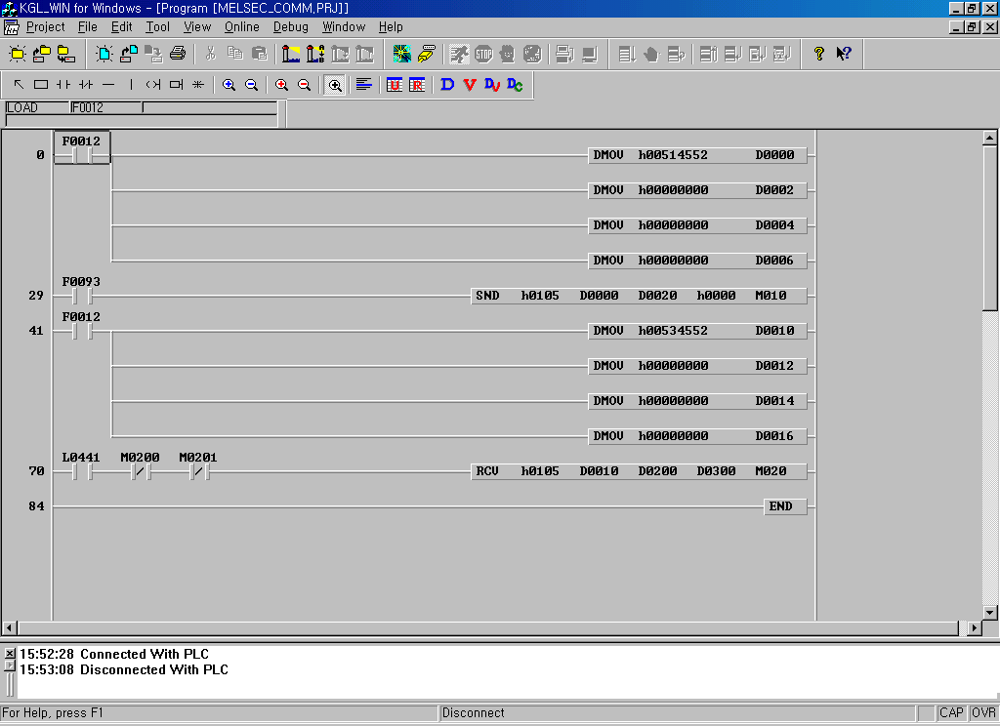 KGL_WIN for Windows - [Program [MELSEC_COMM,PRJ]]
Project File Edit Tool View Online Debug Window Help
STOP
U R D V DV DC ? ?
LOAD F0012
F0012
0 DMOV h00514552 D0000
DMOV h00000000 D0002
DMOV h00000000 D0004
DMOV h00000000 D0006
F0093
29 SND h0105 D0000 D0020 h0000 M010
F0012
41 DMOV h00534552 D0010
DMOV h00000000 D0012
DMOV h00000000 D0014
DMOV h00000000 D0016
L0441 M0200 M0201
70 RCV h0105 D0010 D0200 D0300 M020
84 END
15:52:28 Connected With PLC
15:53:08 Disconnected With PLC
For Help, press F1 Disconnect CAP OVR